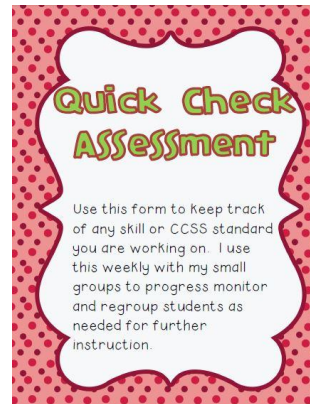 Quick Check
Assessment
Use this form to keep track
of any skill or CCSS standard
you are working on. I use
this weekly with my small
groups to progress monitor
and regroup students as
needed for further
instruction.